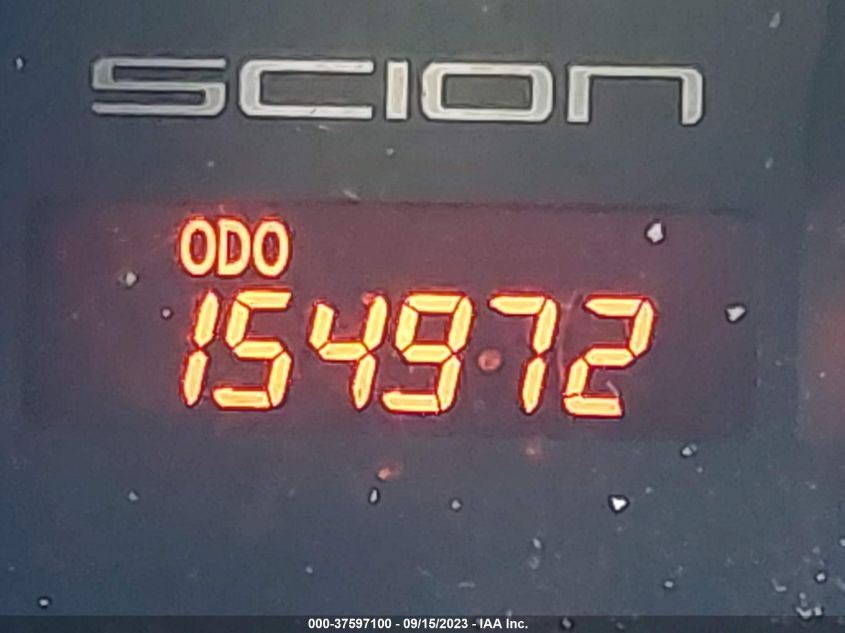 SCION
ODO
154972
000-37597100 - 09/15/2023 - IAA Inc.